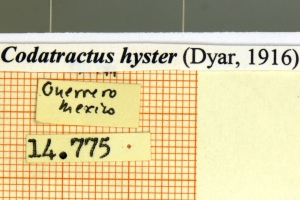 Codatractus hyster (Dyar, 1916)
Guerrero
Mexico
14.775